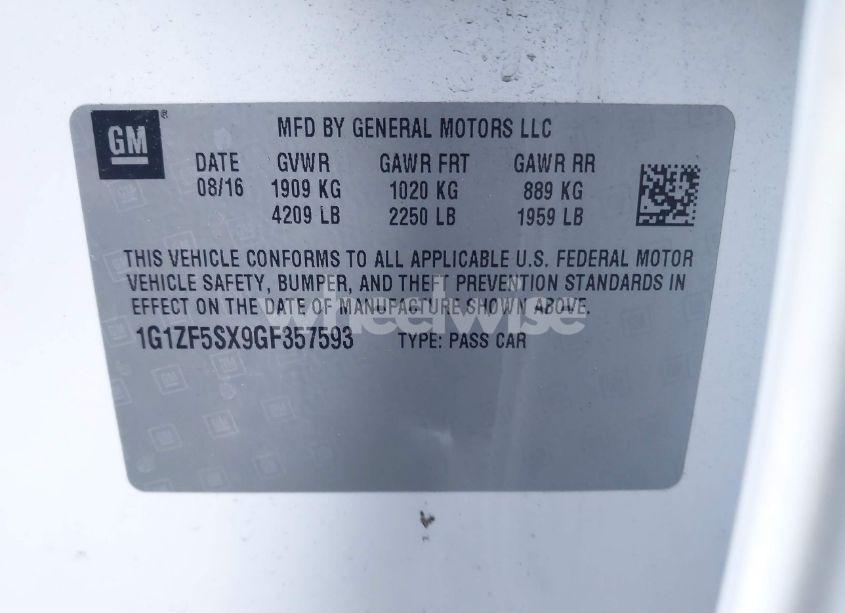 GM ®
MFD BY GENERAL MOTORS LLC
DATE GVWR GAWR FRT GAWR RR
08/16 1909 KG 1020 KG 889 KG
4209 LB 2250 LB 1959 LB
THIS VEHICLE CONFORMS TO ALL APPLICABLE U.S. FEDERAL MOTOR
VEHICLE SAFETY, BUMPER, AND THEFT PREVENTION STANDARDS IN
EFFECT ON THE DATE OF MANUFACTURE SHOWN ABOVE.
wheelwise
1G1ZF5SX9GF357593 TYPE: PASS CAR